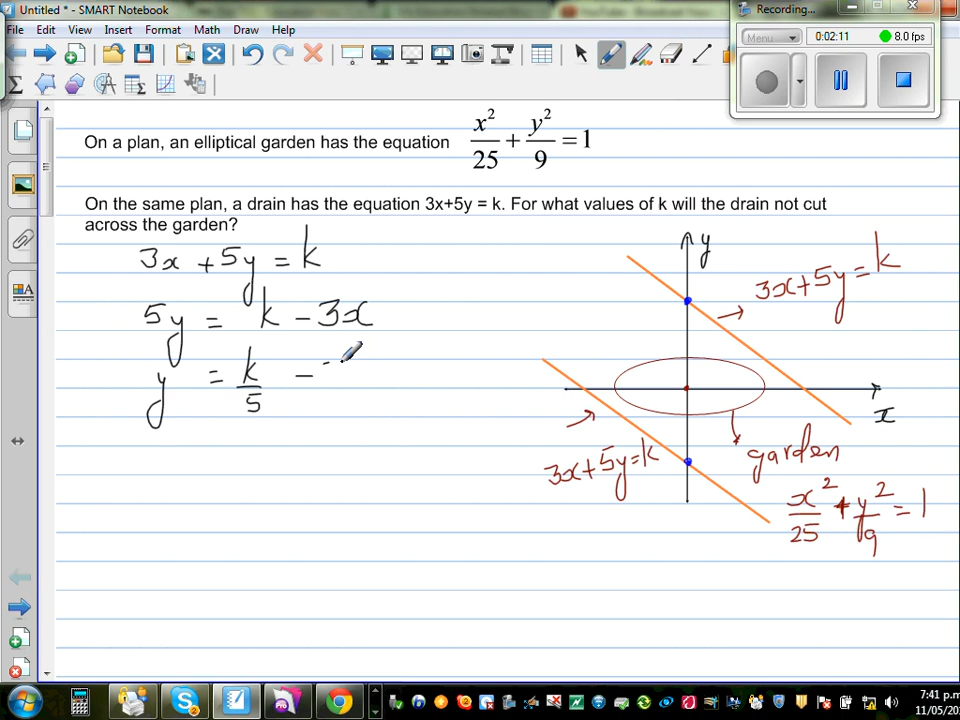 Untitled * - SMART Notebook
File Edit View Insert Format Math Draw Help
Recording...
Menu
00:02:11
8.0 fps
On a plan, an elliptical garden has the equation x²/25 + y²/9 = 1
On the same plan, a drain has the equation 3x+5y = k. For what values of k will the drain not cut
across the garden?
3x + 5y = k
5y = k - 3x
y = k/5 -
y
3x+5y=k
x
3x+5y=k
garden
x²/25 + y²/9 = 1
7:41 p.m
11/05/20